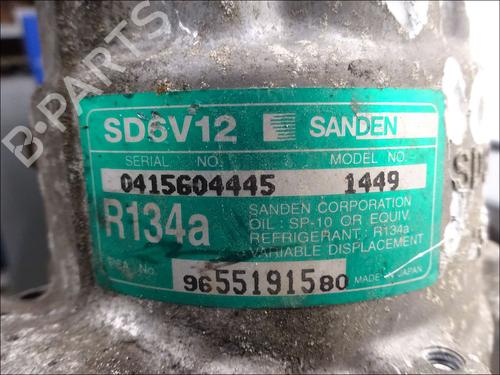 B-PARTS
SD6V12 SANDEN
SERIAL NO. MODEL NO.
0415604445 1449
R134a
SANDEN CORPORATION
OIL : SP-10 OR EQUIV.
REFRIGERANT : R134a
VARIABLE DISPLACEMENT
No.
9655191580
MADE IN JAPAN